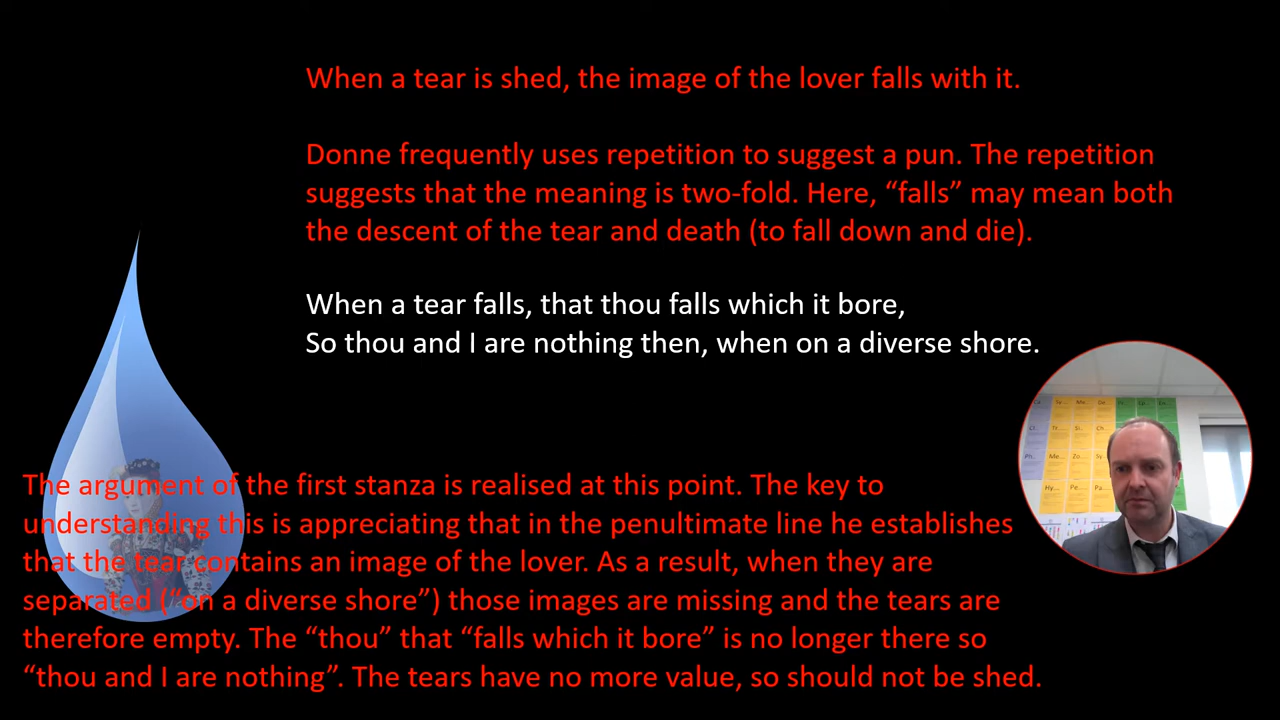 When a tear is shed, the image of the lover falls with it.
Donne frequently uses repetition to suggest a pun. The repetition
suggests that the meaning is two-fold. Here, “falls” may mean both
the descent of the tear and death (to fall down and die).
When a tear falls, that thou falls which it bore,
So thou and I are nothing then, when on a diverse shore.
The argument of the first stanza is realised at this point. The key to
understanding this is appreciating that in the penultimate line he establishes
that the tear contains an image of the lover. As a result, when they are
separated (“on a diverse shore”) those images are missing and the tears are
therefore empty. The “thou” that “falls which it bore” is no longer there so
“thou and I are nothing”. The tears have no more value, so should not be shed.